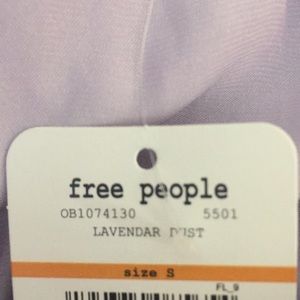 free people
OB1074130 5501
LAVENDAR DUST
size S
FL_9